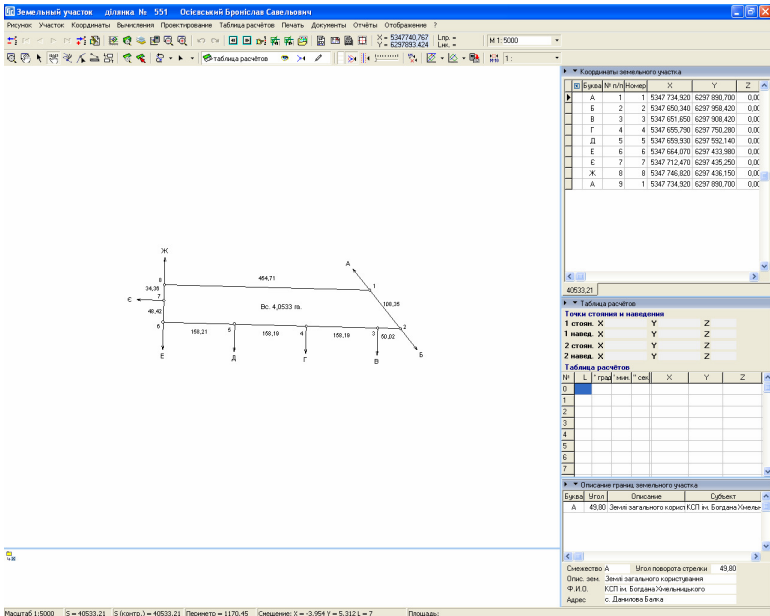 Земельный участок ділянка № 551 Осієвський Броніслав Савельович
Рисунок Участок Координаты Вычисления Проектирование Таблица расчётов Печать Документы Отчёты Отображение ?
X = 5347740,767 Lпр. =
Y = 6297893.424 Lик. =
М 1:5000
таблица расчётов
1 :
Координаты земельного участка
Буква № п/п Номер X Y Z
А 1 1 5347 734,920 6297 890,700 0,00
Б 2 2 5347 650,340 6297 958,420 0,00
В 3 3 5347 651,650 6297 908,420 0,00
Г 4 4 5347 655,790 6297 750,280 0,00
Д 5 5 5347 659,930 6297 592,140 0,00
Е 6 6 5347 664,070 6297 433,980 0,00
Є 7 7 5347 712,470 6297 435,250 0,00
Ж 8 8 5347 746,820 6297 436,150 0,00
А 9 1 5347 734,920 6297 890,700 0,00
40533,21
Ж
А
8
454,71
1
34,36
Є
7
108,35
48,42
Вс. 4,0533 га.
6
158,21
5
158,19
4
158,19
3
50,02
2
Е
Д
Г
В
Б
Таблица расчётов
Точки стояния и наведения
1 стоян. X Y Z
1 навед. X Y Z
2 стоян. X Y Z
2 навед. X Y Z
Таблица расчётов
№ L ° град ' мин. '' сек X Y Z
0
1
2
3
4
5
6
7
Описание границ земельного участка
Буква Угол Описание Субъект
А 49,80 Землі загального корист КСП ім. Богдана Хмельн
Смежество А Угол поворота стрелки 49,80
Опис. зем. Землі загального користування
Ф.И.О. КСП ім. Богдана Хмельницького
Адрес с. Данилова Балка
Масштаб 1:5000 S = 40533,21 S (контр.) = 40533,21 Периметр = 1170,45 Смещение: X = -3,954 Y = 5,312 L = 7 Площадь: